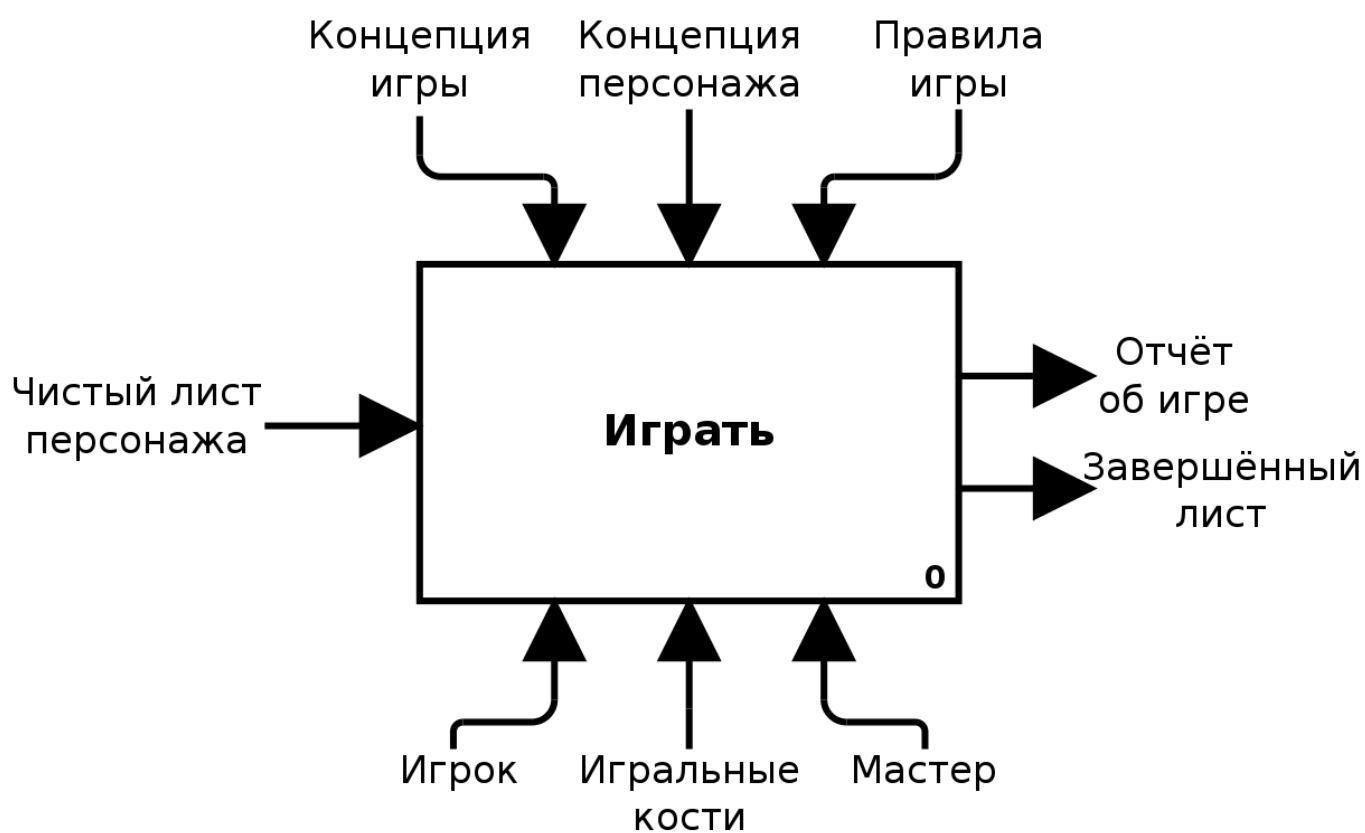 Концепция
игры
Концепция
персонажа
Правила
игры
Чистый лист
персонажа
Играть
0
Отчёт
об игре
Завершённый
лист
Игрок
Игральные
кости
Мастер